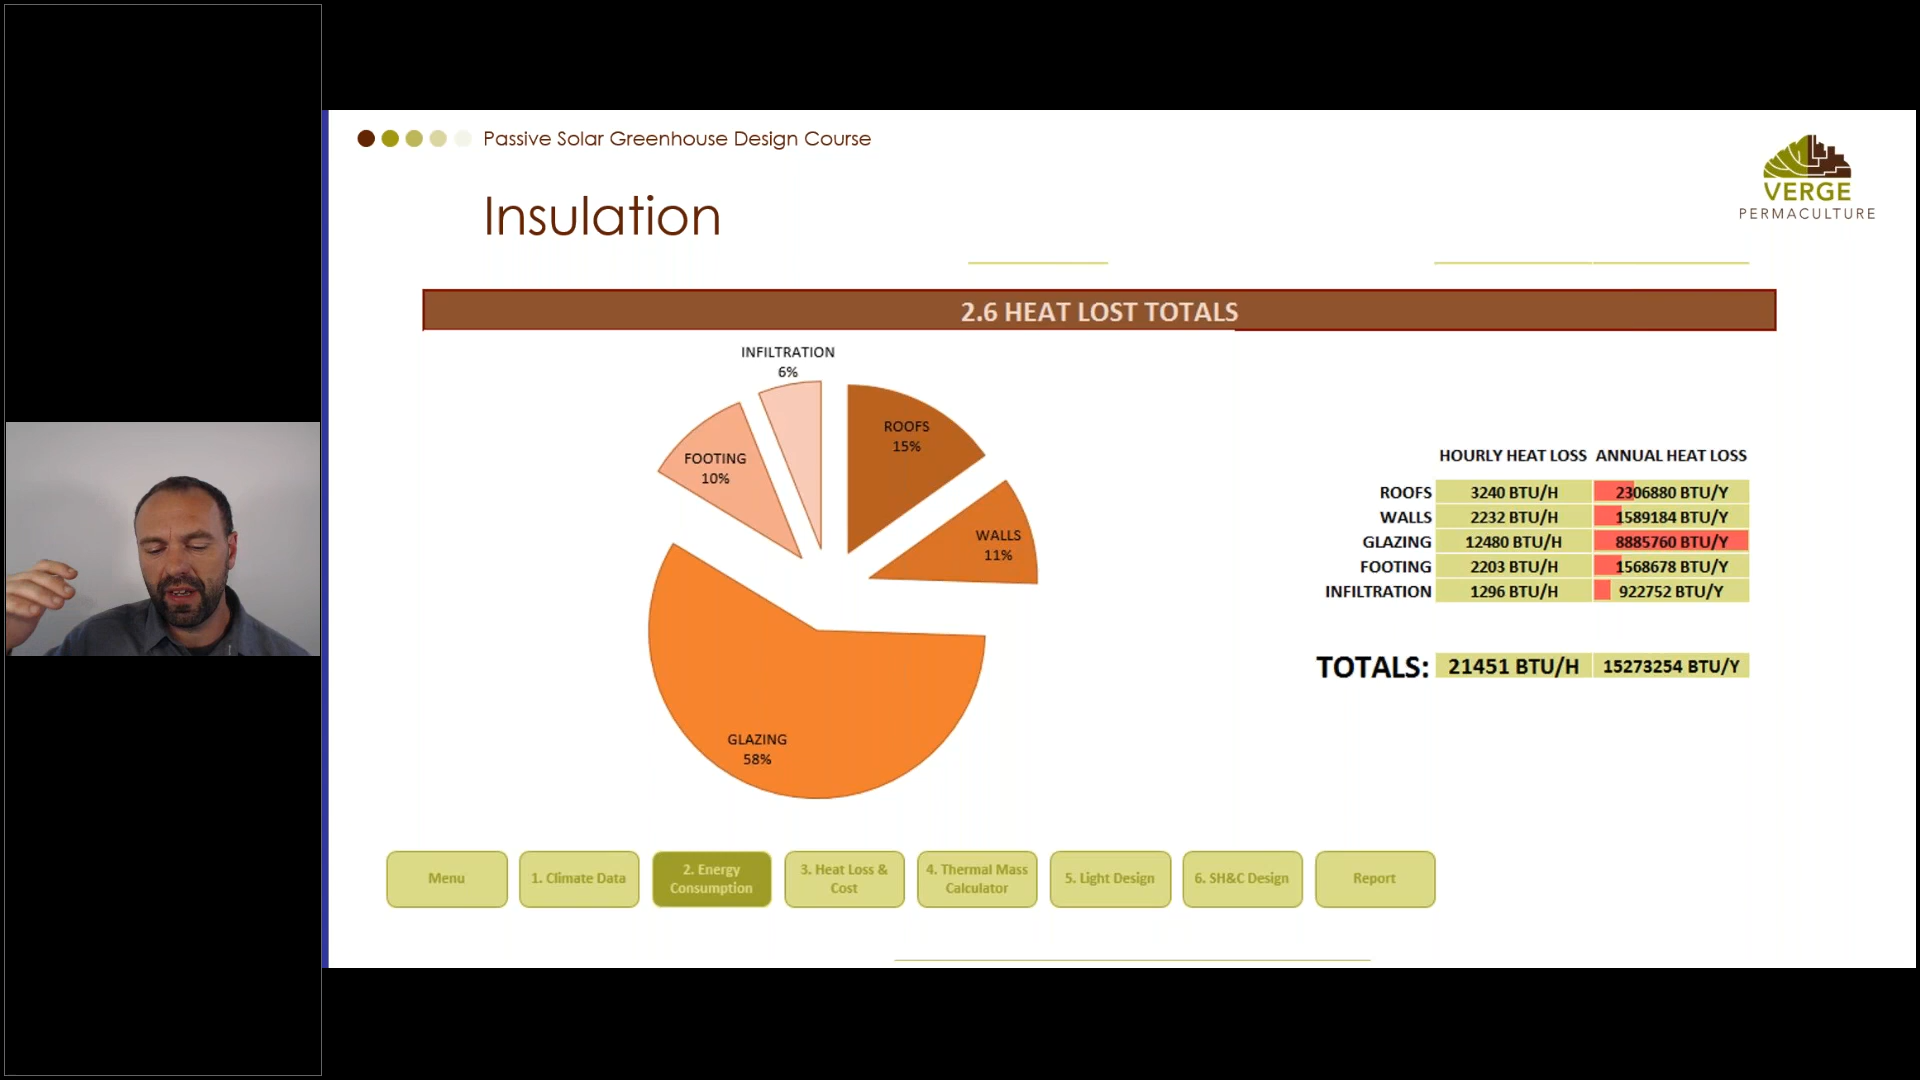 Passive Solar Greenhouse Design Course
VERGE
PERMACULTURE
Insulation
2.6 HEAT LOST TOTALS
INFILTRATION
6%
ROOFS
15%
FOOTING
10%
WALLS
11%
GLAZING
58%
HOURLY HEAT LOSS ANNUAL HEAT LOSS
ROOFS 3240 BTU/H 2306880 BTU/Y
WALLS 2232 BTU/H 1589184 BTU/Y
GLAZING 12480 BTU/H 8885760 BTU/Y
FOOTING 2203 BTU/H 1568678 BTU/Y
INFILTRATION 1296 BTU/H 922752 BTU/Y
TOTALS: 21451 BTU/H 15273254 BTU/Y
Menu
1. Climate Data
2. Energy
Consumption
3. Heat Loss &
Cost
4. Thermal Mass
Calculator
5. Light Design
6. SH&C Design
Report